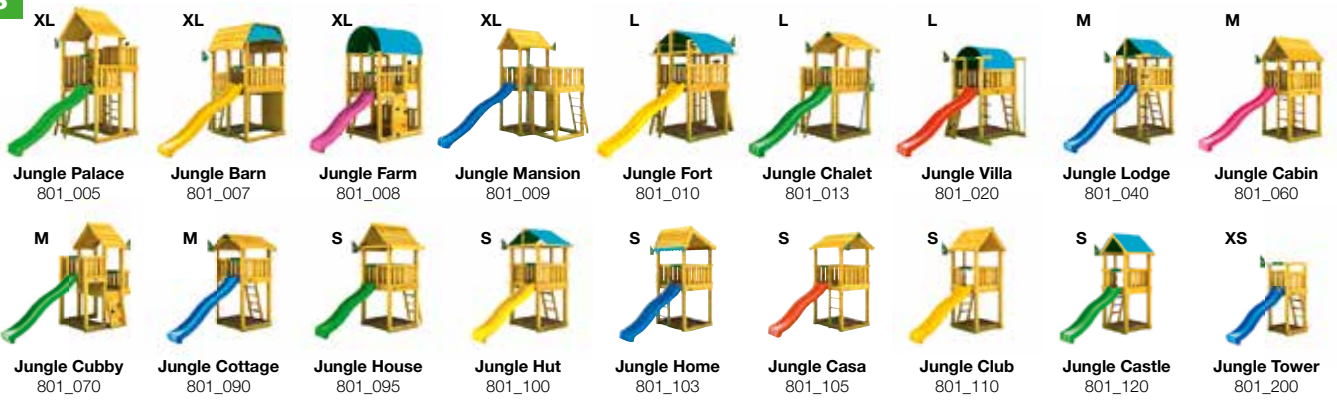 XL XL XL XL L L L M M
Jungle Palace Jungle Barn Jungle Farm Jungle Mansion Jungle Fort Jungle Chalet Jungle Villa Jungle Lodge Jungle Cabin
801_005 801_007 801_008 801_009 801_010 801_013 801_020 801_040 801_060
M M S S S S S S XS
Jungle Cubby Jungle Cottage Jungle House Jungle Hut Jungle Home Jungle Casa Jungle Club Jungle Castle Jungle Tower
801_070 801_090 801_095 801_100 801_103 801_105 801_110 801_120 801_200